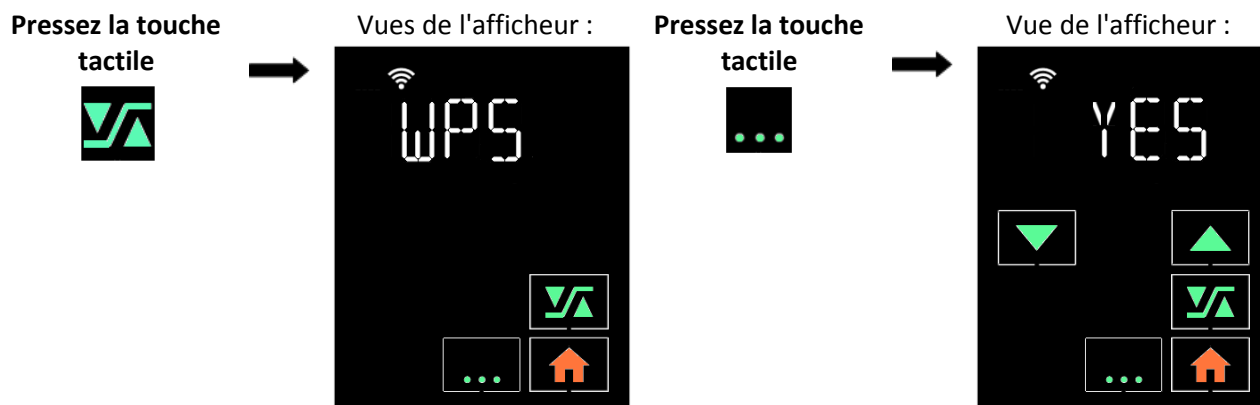 Pressez la touche
tactile
Vues de l'afficheur :
WPS
...
Pressez la touche
tactile
...
Vue de l'afficheur :
YES
...